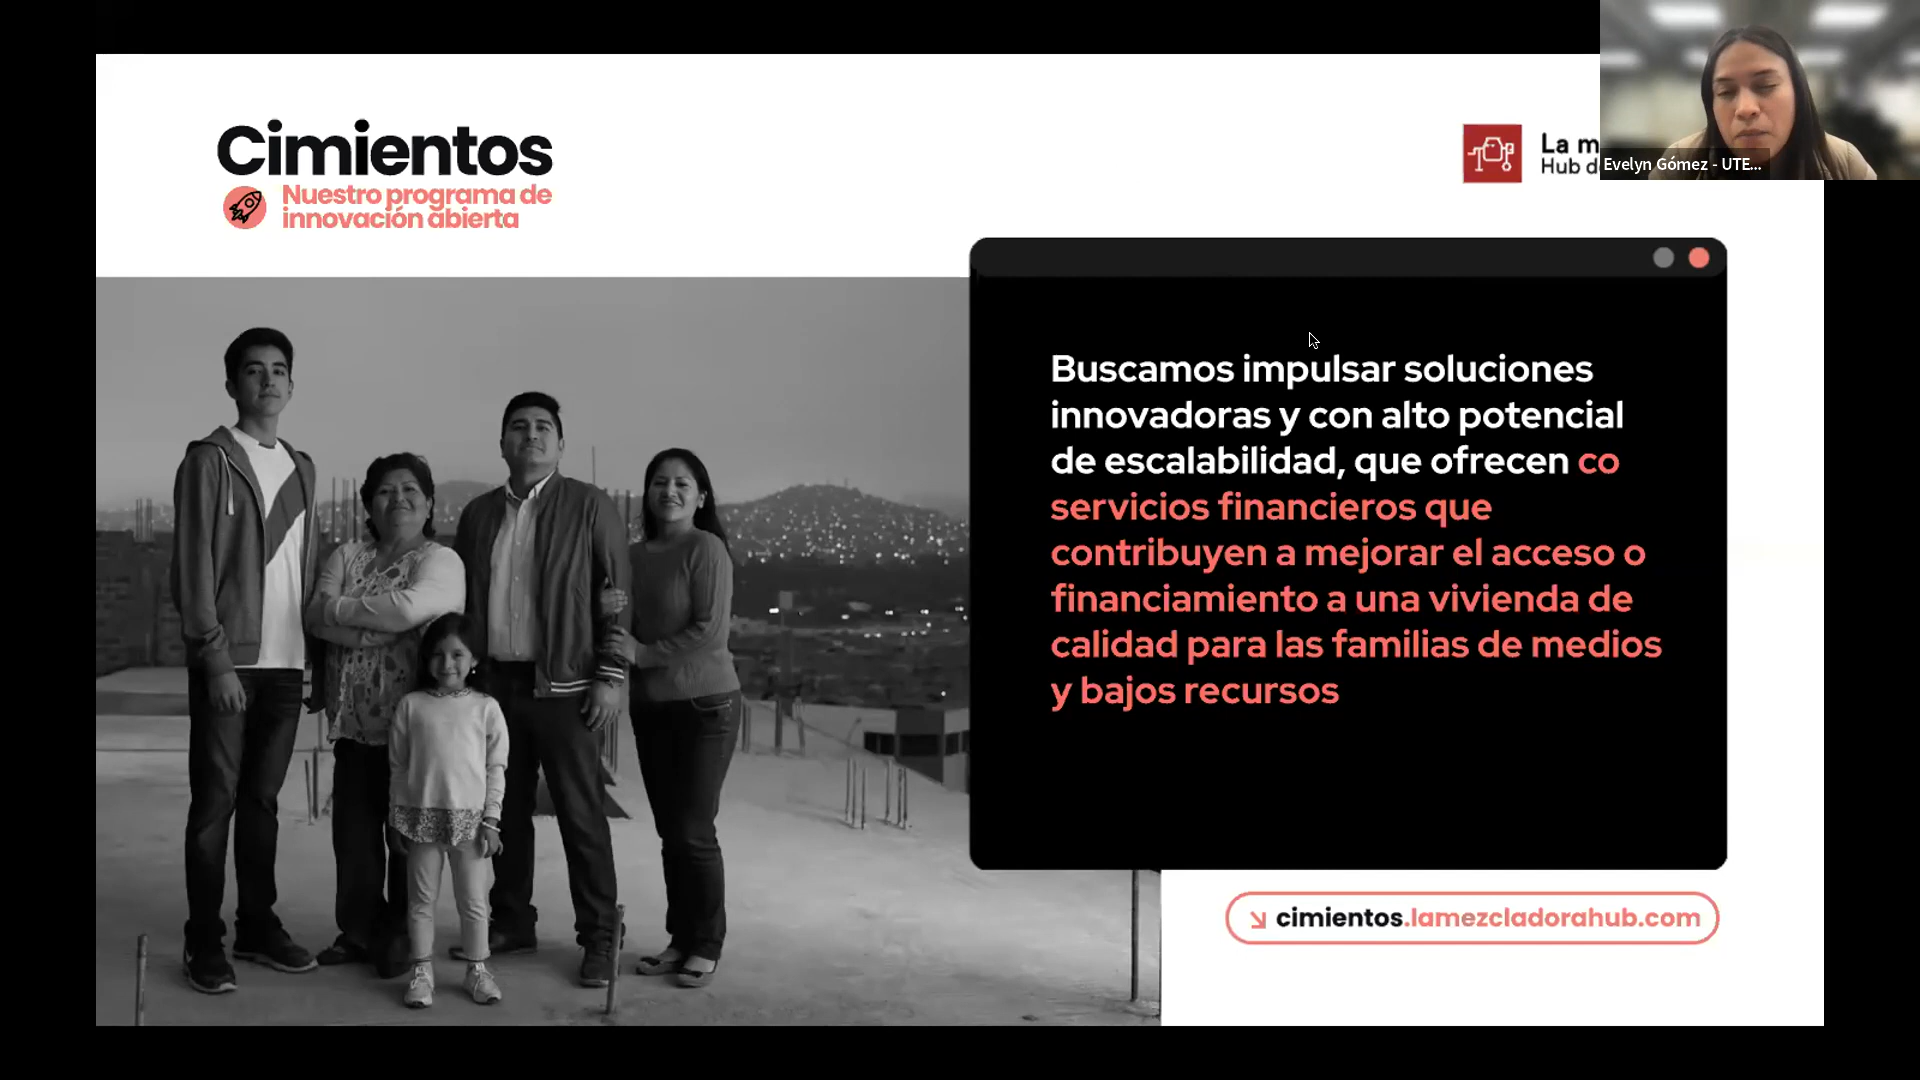 Cimientos
Nuestro programa de
innovación abierta
La m
Hub d
Evelyn Gómez - UTE...
Buscamos impulsar soluciones
innovadoras y con alto potencial
de escalabilidad, que ofrecen co
servicios financieros que
contribuyen a mejorar el acceso o
financiamiento a una vivienda de
calidad para las familias de medios
y bajos recursos
cimientos.lamezcladorahub.com